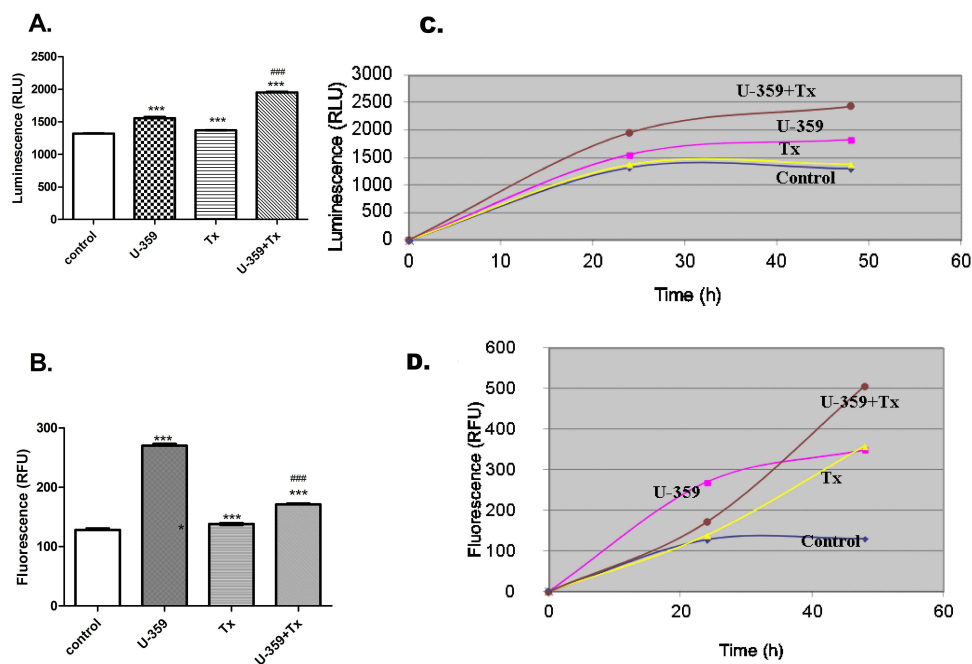 A.
Luminescence (RLU)
2500
2000
1500
1000
500
0
***
***
###
***
control
U-359
Tx
U-359+Tx
C.
Luminescence (RLU)
3000
2500
2000
1500
1000
500
0
U-359+Tx
U-359
Tx
Control
0 10 20 30 40 50 60
Time (h)
B.
Fluorescence (RFU)
300
200
100
0
***
*
***
###
***
control
U-359
Tx
U-359+Tx
D.
Fluorescence (RFU)
600
500
400
300
200
100
0
U-359+Tx
U-359
Tx
Control
0 20 40 60
Time (h)